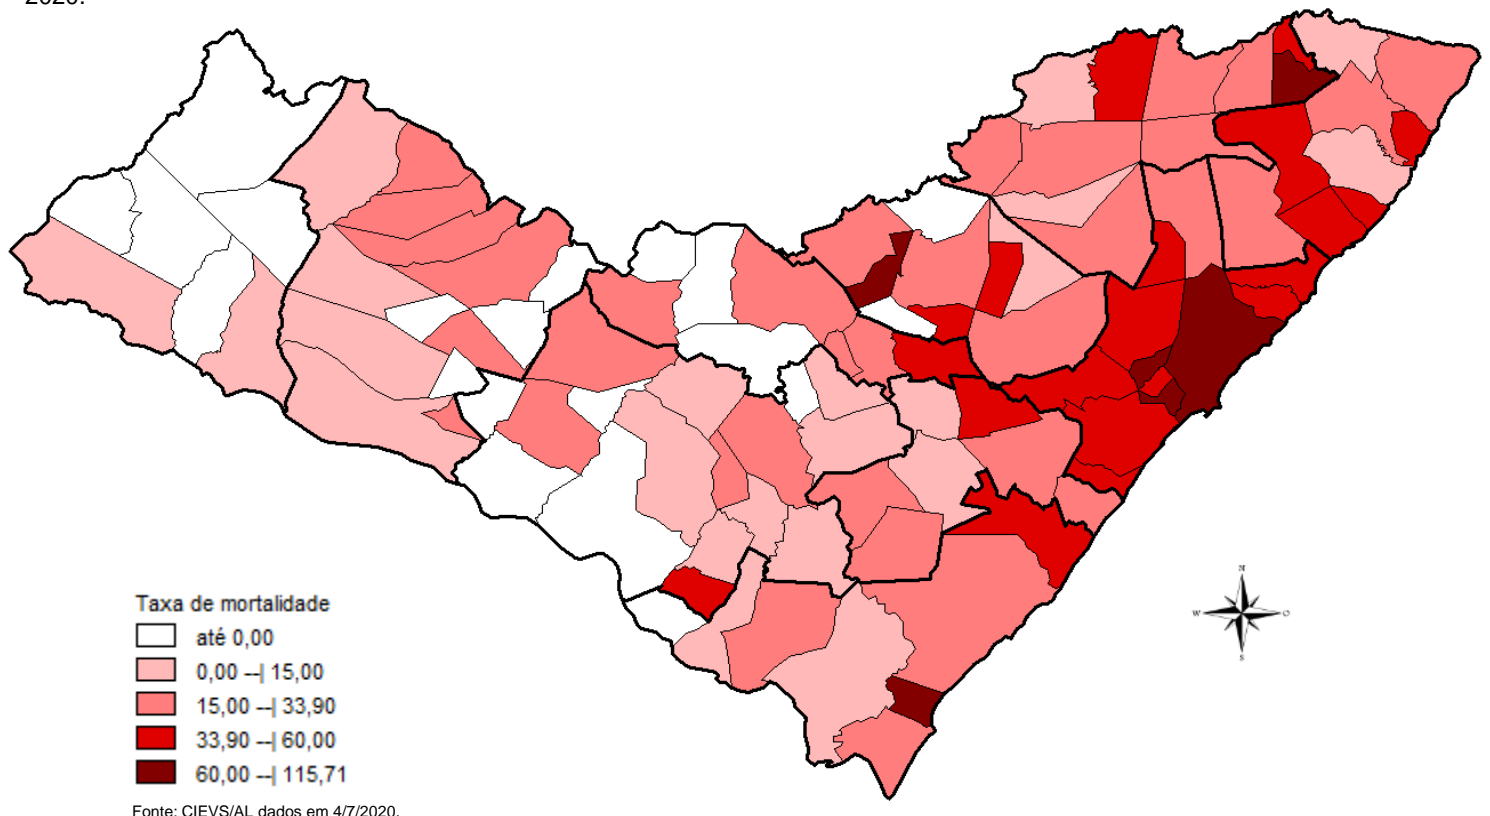 2020.
Taxa de mortalidade
até 0,00
0,00 --| 15,00
15,00 --| 33,90
33,90 --| 60,00
60,00 --| 115,71
Fonte: CIEVS/AL dados em 4/7/2020.
N
W
O
S